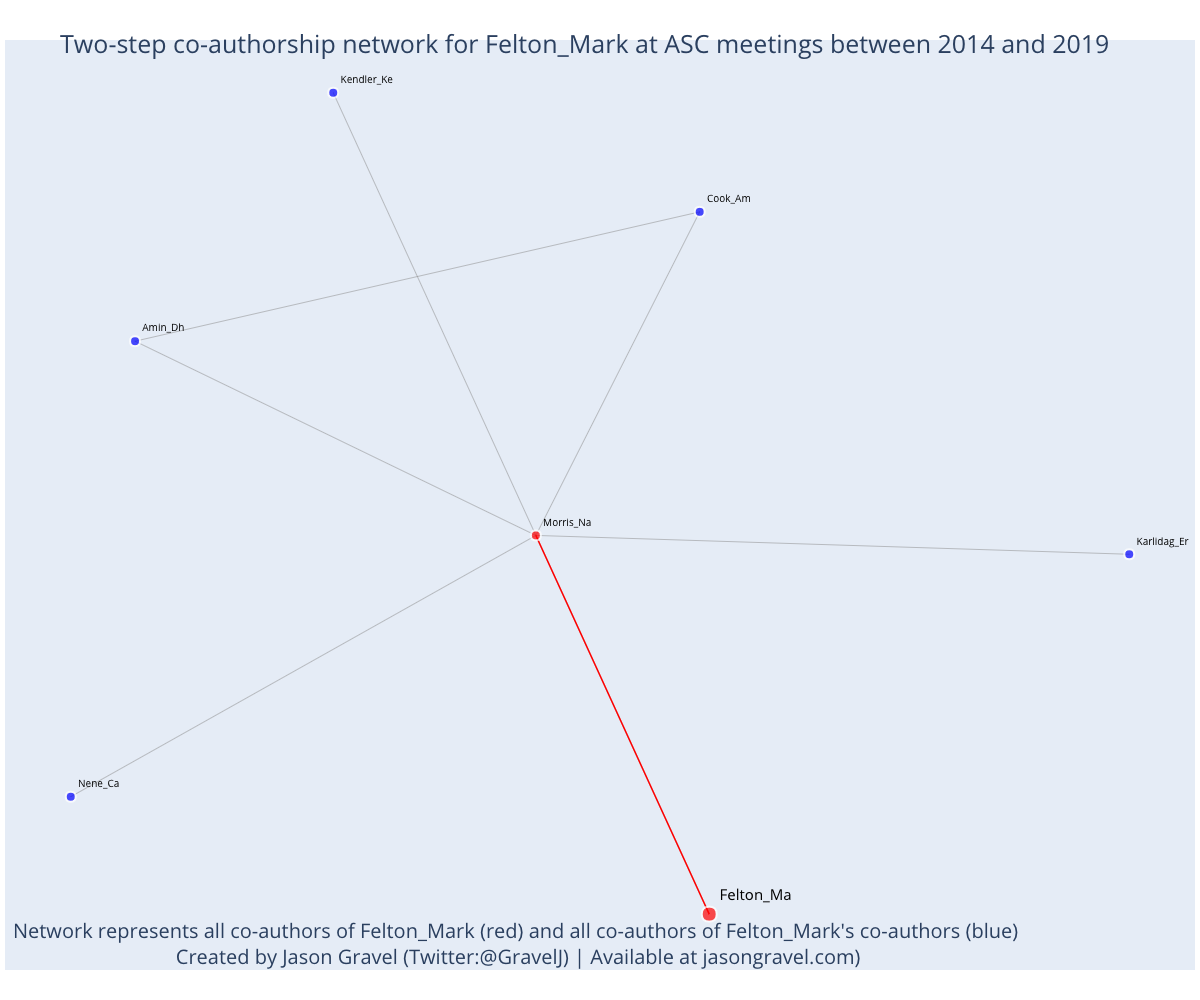 Two-step co-authorship network for Felton_Mark at ASC meetings between 2014 and 2019
Kendler_Ke
Cook_Am
Amin_Dh
Morris_Na
Karlidag_Er
Nene_Ca
Felton_Ma
Network represents all co-authors of Felton_Mark (red) and all co-authors of Felton_Mark's co-authors (blue)
Created by Jason Gravel (Twitter:@GravelJ) | Available at jasongravel.com)